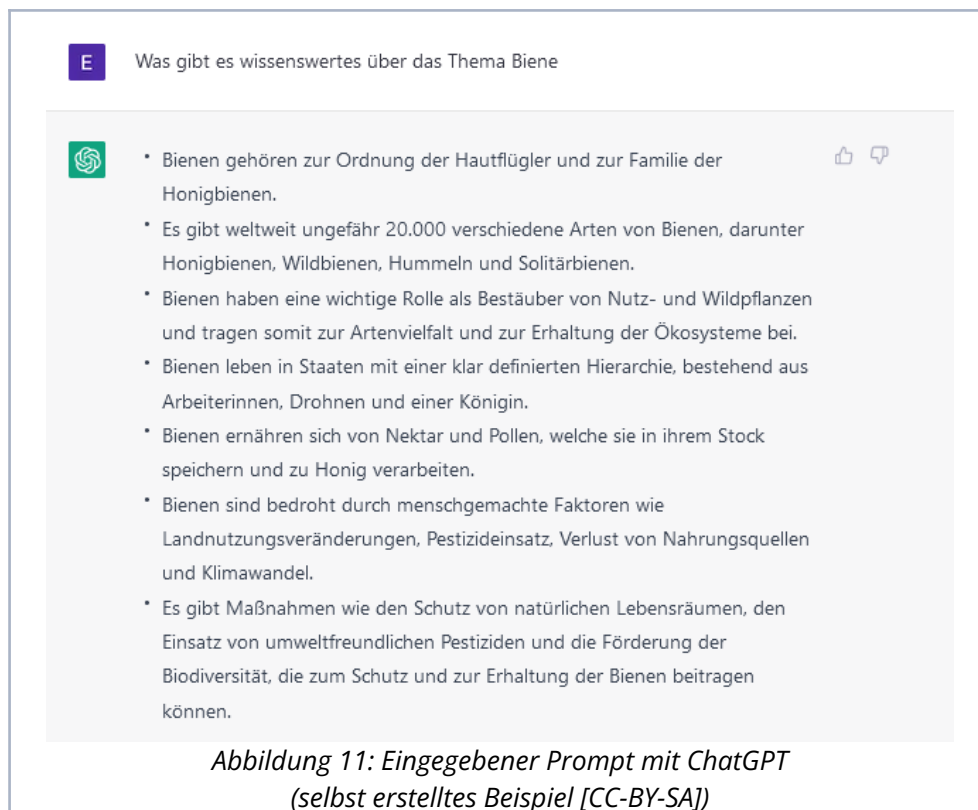 E Was gibt es wissenswertes über das Thema Biene
• Bienen gehören zur Ordnung der Hautflügler und zur Familie der
Honigbienen.
• Es gibt weltweit ungefähr 20.000 verschiedene Arten von Bienen, darunter
Honigbienen, Wildbienen, Hummeln und Solitärbienen.
• Bienen haben eine wichtige Rolle als Bestäuber von Nutz- und Wildpflanzen
und tragen somit zur Artenvielfalt und zur Erhaltung der Ökosysteme bei.
• Bienen leben in Staaten mit einer klar definierten Hierarchie, bestehend aus
Arbeiterinnen, Drohnen und einer Königin.
• Bienen ernähren sich von Nektar und Pollen, welche sie in ihrem Stock
speichern und zu Honig verarbeiten.
• Bienen sind bedroht durch menschgemachte Faktoren wie
Landnutzungsveränderungen, Pestizideinsatz, Verlust von Nahrungsquellen
und Klimawandel.
• Es gibt Maßnahmen wie den Schutz von natürlichen Lebensräumen, den
Einsatz von umweltfreundlichen Pestiziden und die Förderung der
Biodiversität, die zum Schutz und zur Erhaltung der Bienen beitragen
können.
Abbildung 11: Eingegebener Prompt mit ChatGPT
(selbst erstelltes Beispiel [CC-BY-SA])